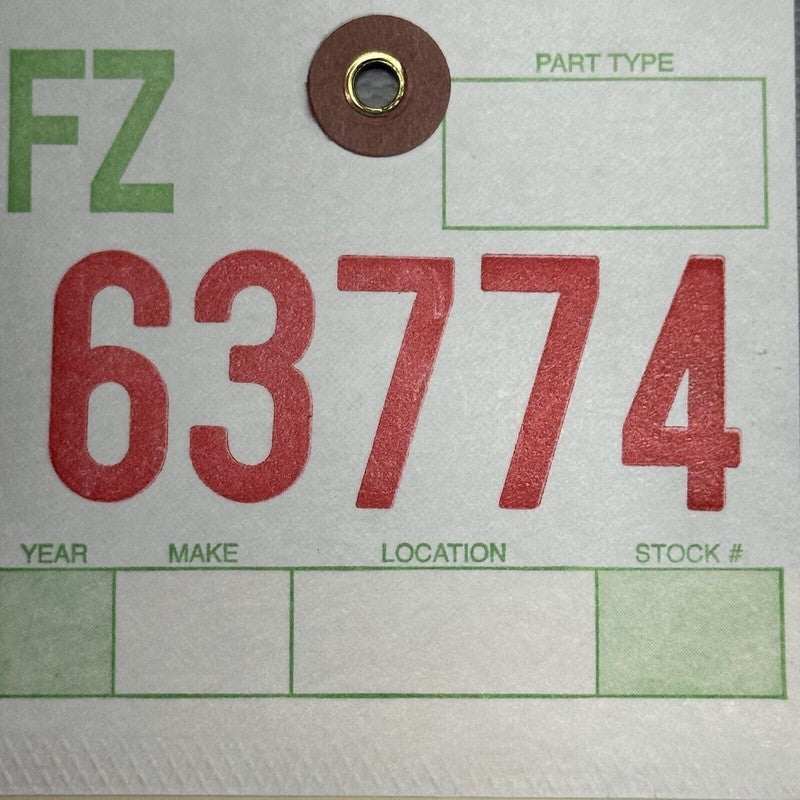 FZ
PART TYPE
63774
YEAR MAKE LOCATION STOCK #